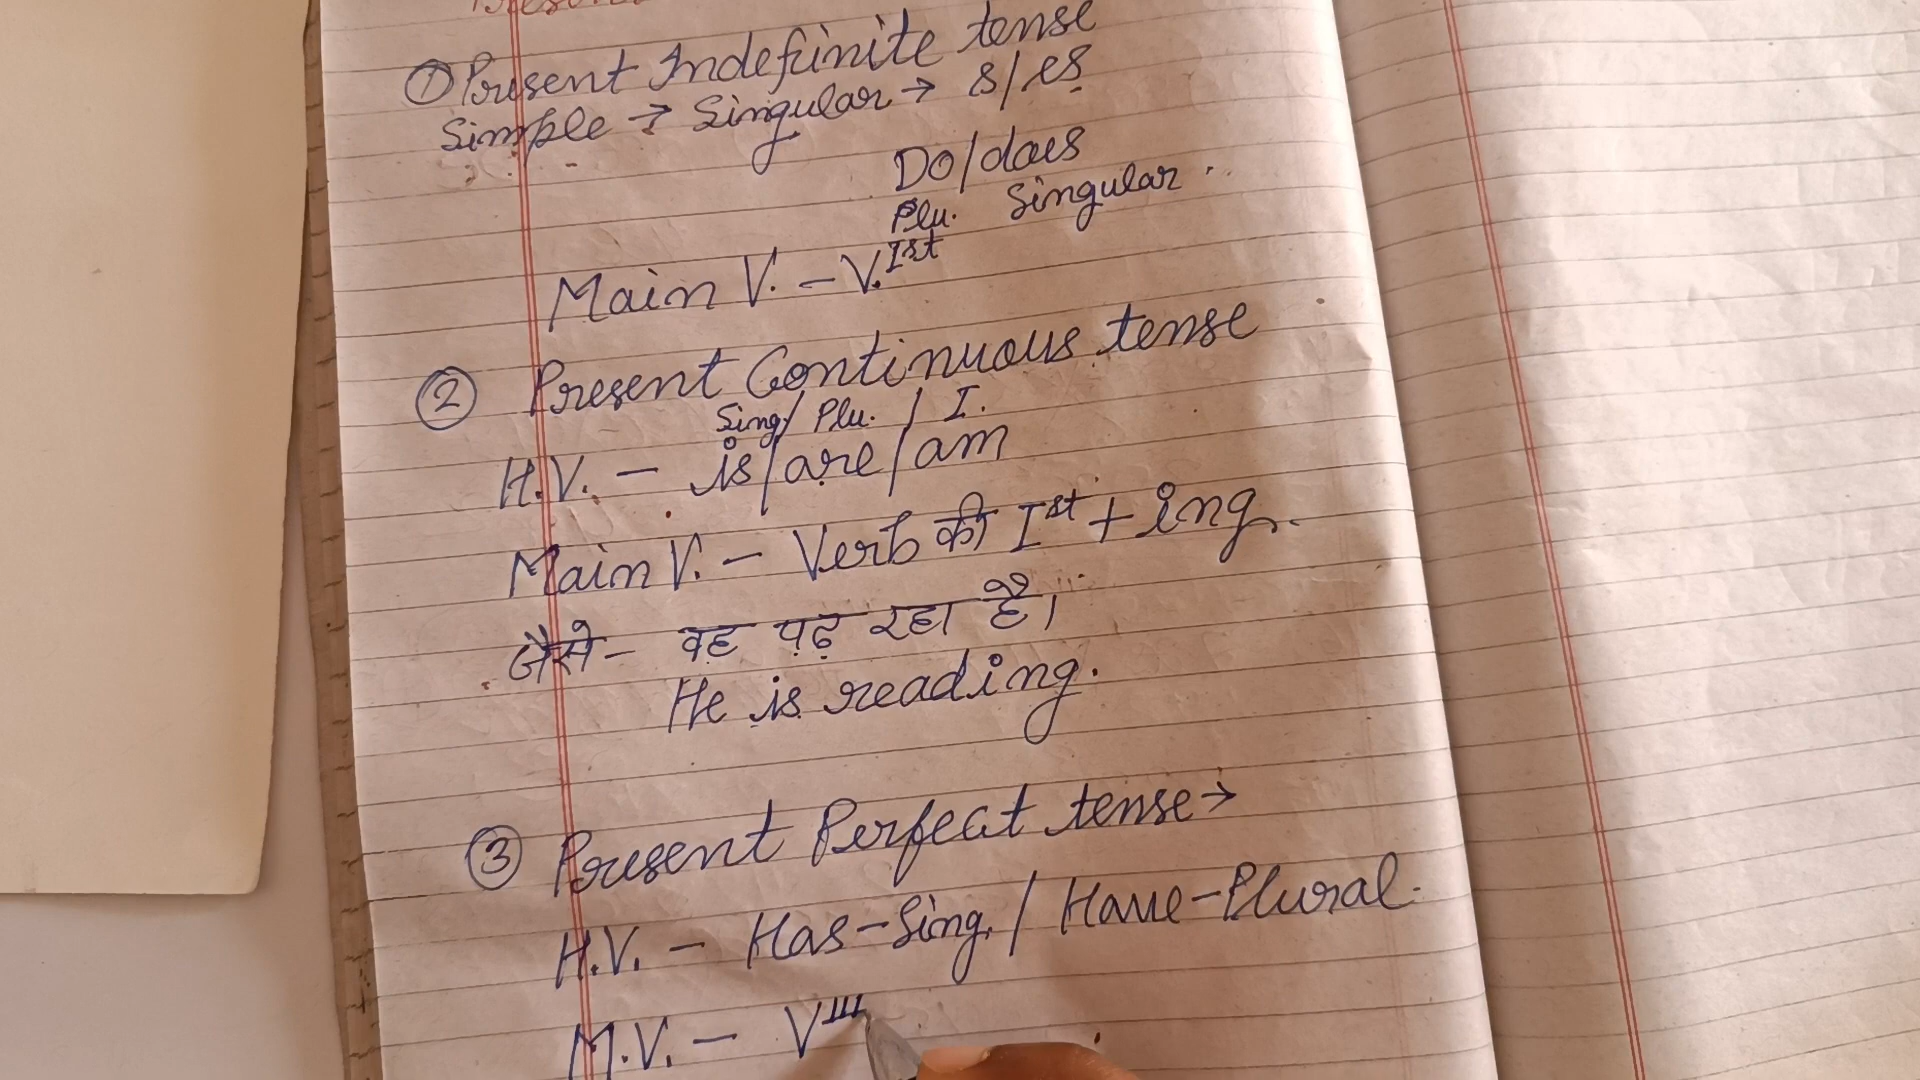 ① Present Indefinite tense
Simple → Singular → s/es
Do/daes
Plu. Singular.
Main V. - V.Ist
② Present Continuous tense
Sing/ Plu. / I.
H.V. - is/are/am
Main V. - Verb की Ist + ing.
जैसे- वह पढ़ रहा है।
He is reading.
③ Present Perfect tense →
H.V. - Has-Sing. / Have-Plural.
M.V. - VIII